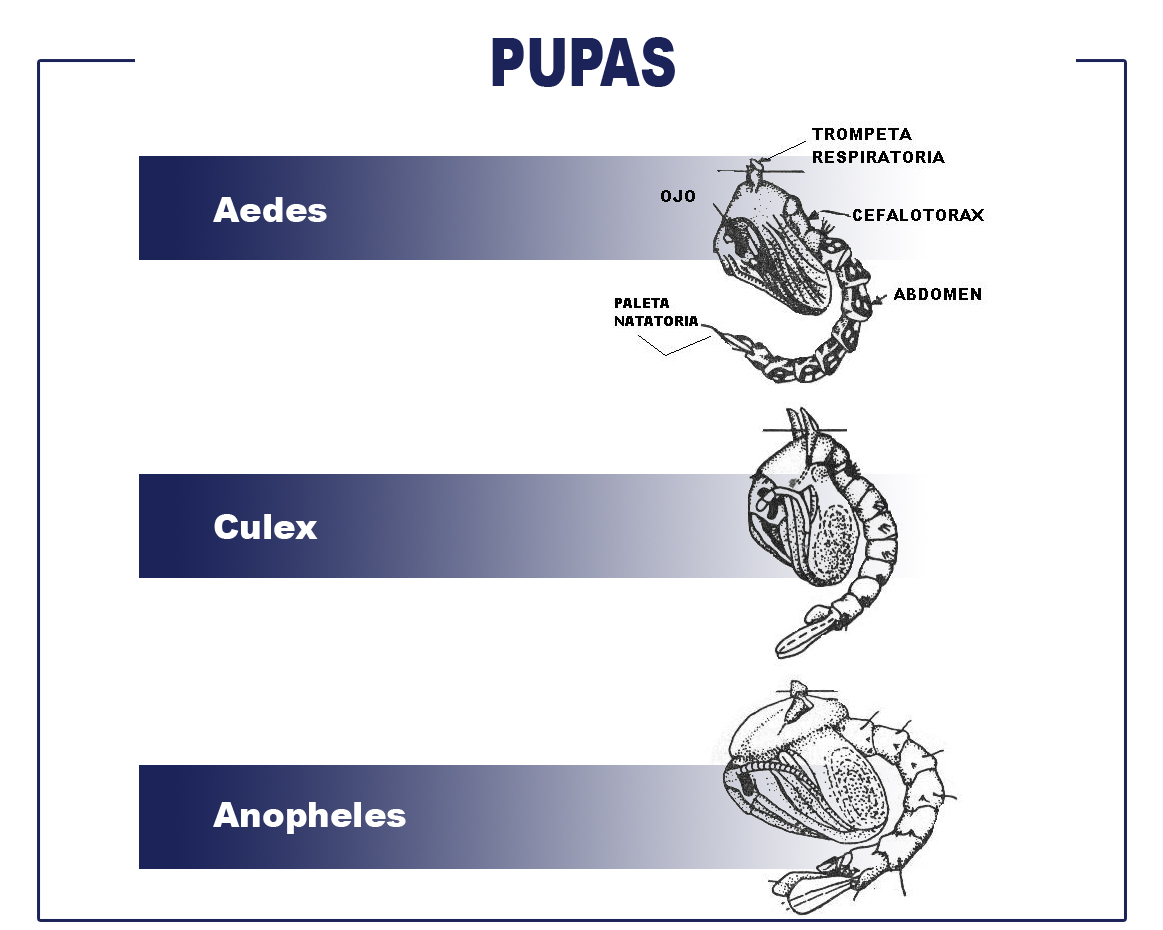 PUPAS
TROMPETA
RESPIRATORIA
OJO
Aedes
CEFALOTORAX
ABDOMEN
PALETA
NATATORIA
Culex
Anopheles